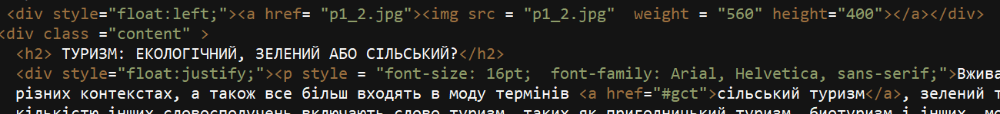 <div style="float:left;"><a href= "p1_2.jpg"><img src = "p1_2.jpg"  weight = "560" height="400"></a></div>
<div class ="content" >
<h2> ТУРИЗМ: ЕКОЛОГІЧНИЙ, ЗЕЛЕНИЙ АБО СІЛЬСЬКИЙ?</h2>
<div style="float:justify;"><p style = "font-size: 16pt;  font-family: Arial, Helvetica, sans-serif;">
різних контекстах, а також все більш входять в моду термінів <a href="#gct">сільський туризм</a>, зелений
кількістю інших словосполучень включають слово туризм, таких як пригодницький туризм, биотуризм і інших,